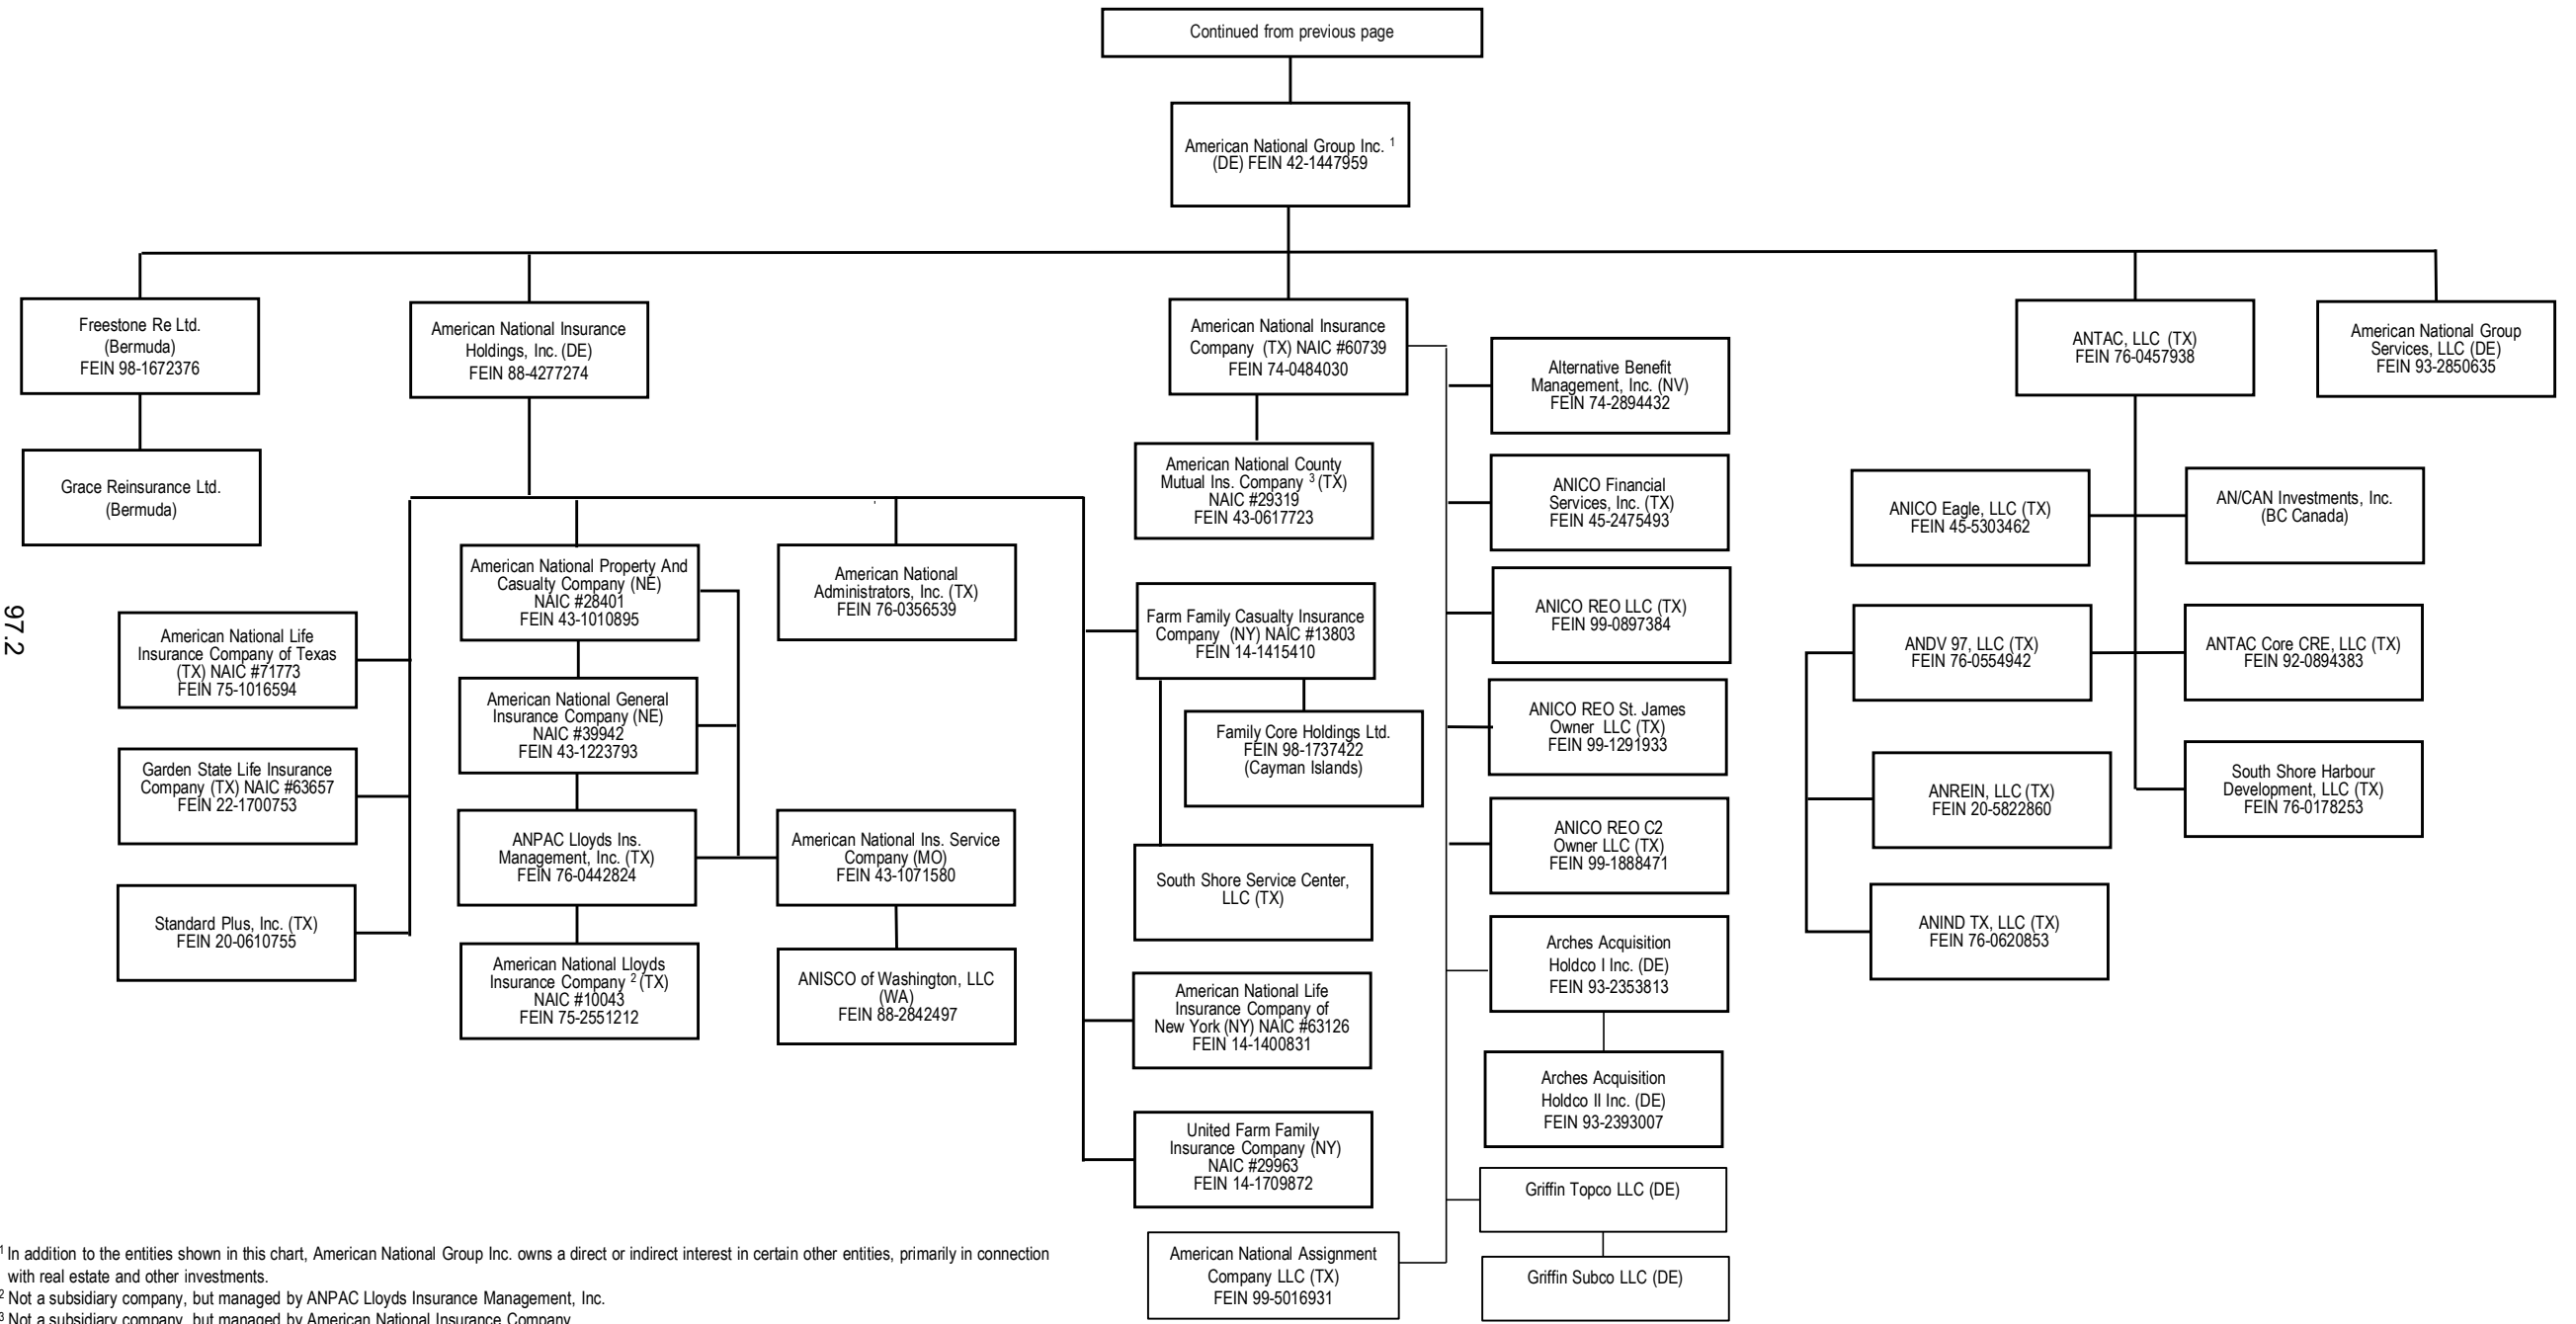 Continued from previous page
American National Group Inc. 1
(DE) FEIN 42-1447959
Freestone Re Ltd.
(Bermuda)
FEIN 98-1672376
American National Insurance
Holdings, Inc. (DE)
FEIN 88-4277274
American National Insurance
Company (TX) NAIC #60739
FEIN 74-0484030
ANTAC, LLC (TX)
FEIN 76-0457938
American National Group
Services, LLC (DE)
FEIN 93-2850635
Grace Reinsurance Ltd.
(Bermuda)
American National Life
Insurance Company of Texas
(TX) NAIC #71773
FEIN 75-1016594
Garden State Life Insurance
Company (TX) NAIC #63657
FEIN 22-1700753
Standard Plus, Inc. (TX)
FEIN 20-0610755
American National Property And
Casualty Company (NE)
NAIC #28401
FEIN 43-1010895
American National General
Insurance Company (NE)
NAIC #39942
FEIN 43-1223793
ANPAC Lloyds Ins.
Management, Inc. (TX)
FEIN 76-0442824
American National Lloyds
Insurance Company 2 (TX)
NAIC #10043
FEIN 75-2551212
American National
Administrators, Inc. (TX)
FEIN 76-0356539
American National Ins. Service
Company (MO)
FEIN 43-1071580
ANISCO of Washington, LLC
(WA)
FEIN 88-2842497
American National County
Mutual Ins. Company 3 (TX)
NAIC #29319
FEIN 43-0617723
Farm Family Casualty Insurance
Company (NY) NAIC #13803
FEIN 14-1415410
Family Core Holdings Ltd.
FEIN 98-1737422
(Cayman Islands)
South Shore Service Center,
LLC (TX)
American National Life
Insurance Company of
New York (NY) NAIC #63126
FEIN 14-1400831
United Farm Family
Insurance Company (NY)
NAIC #29963
FEIN 14-1709872
American National Assignment
Company LLC (TX)
FEIN 99-5016931
Alternative Benefit
Management, Inc. (NV)
FEIN 74-2894432
ANICO Financial
Services, Inc. (TX)
FEIN 45-2475493
ANICO REO LLC (TX)
FEIN 99-0897384
ANICO REO St. James
Owner LLC (TX)
FEIN 99-1291933
ANICO REO C2
Owner LLC (TX)
FEIN 99-1888471
Arches Acquisition
Holdco I Inc. (DE)
FEIN 93-2353813
Arches Acquisition
Holdco II Inc. (DE)
FEIN 93-2393007
Griffin Topco LLC (DE)
Griffin Subco LLC (DE)
ANICO Eagle, LLC (TX)
FEIN 45-5303462
AN/CAN Investments, Inc.
(BC Canada)
ANDV 97, LLC (TX)
FEIN 76-0554942
ANTAC Core CRE, LLC (TX)
FEIN 92-0894383
ANREIN, LLC (TX)
FEIN 20-5822860
South Shore Harbour
Development, LLC (TX)
FEIN 76-0178253
ANIND TX, LLC (TX)
FEIN 76-0620853
97.2
1 In addition to the entities shown in this chart, American National Group Inc. owns a direct or indirect interest in certain other entities, primarily in connection
with real estate and other investments.
2 Not a subsidiary company, but managed by ANPAC Lloyds Insurance Management, Inc.
3 Not a subsidiary company, but managed by American National Insurance Company